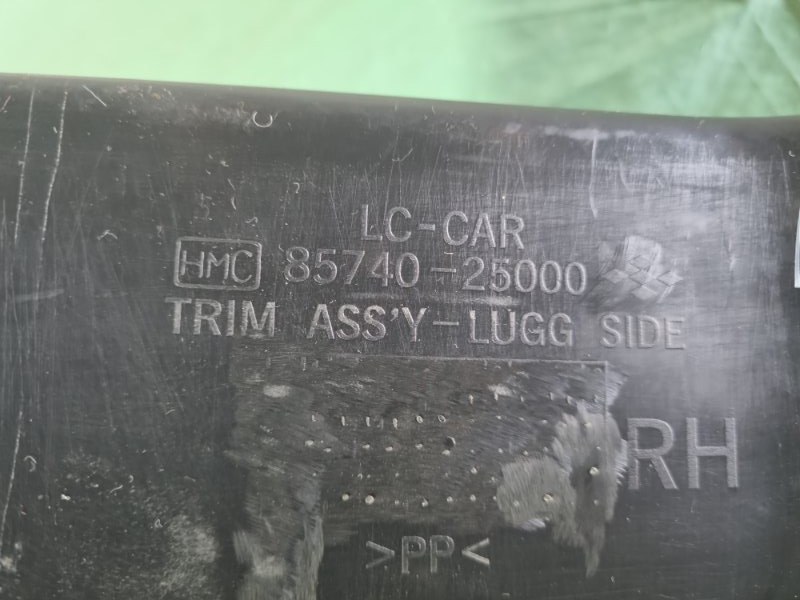 LC-CAR
HMC 85740-25000
TRIM ASS'Y-LUGG SIDE
RH
>PP<